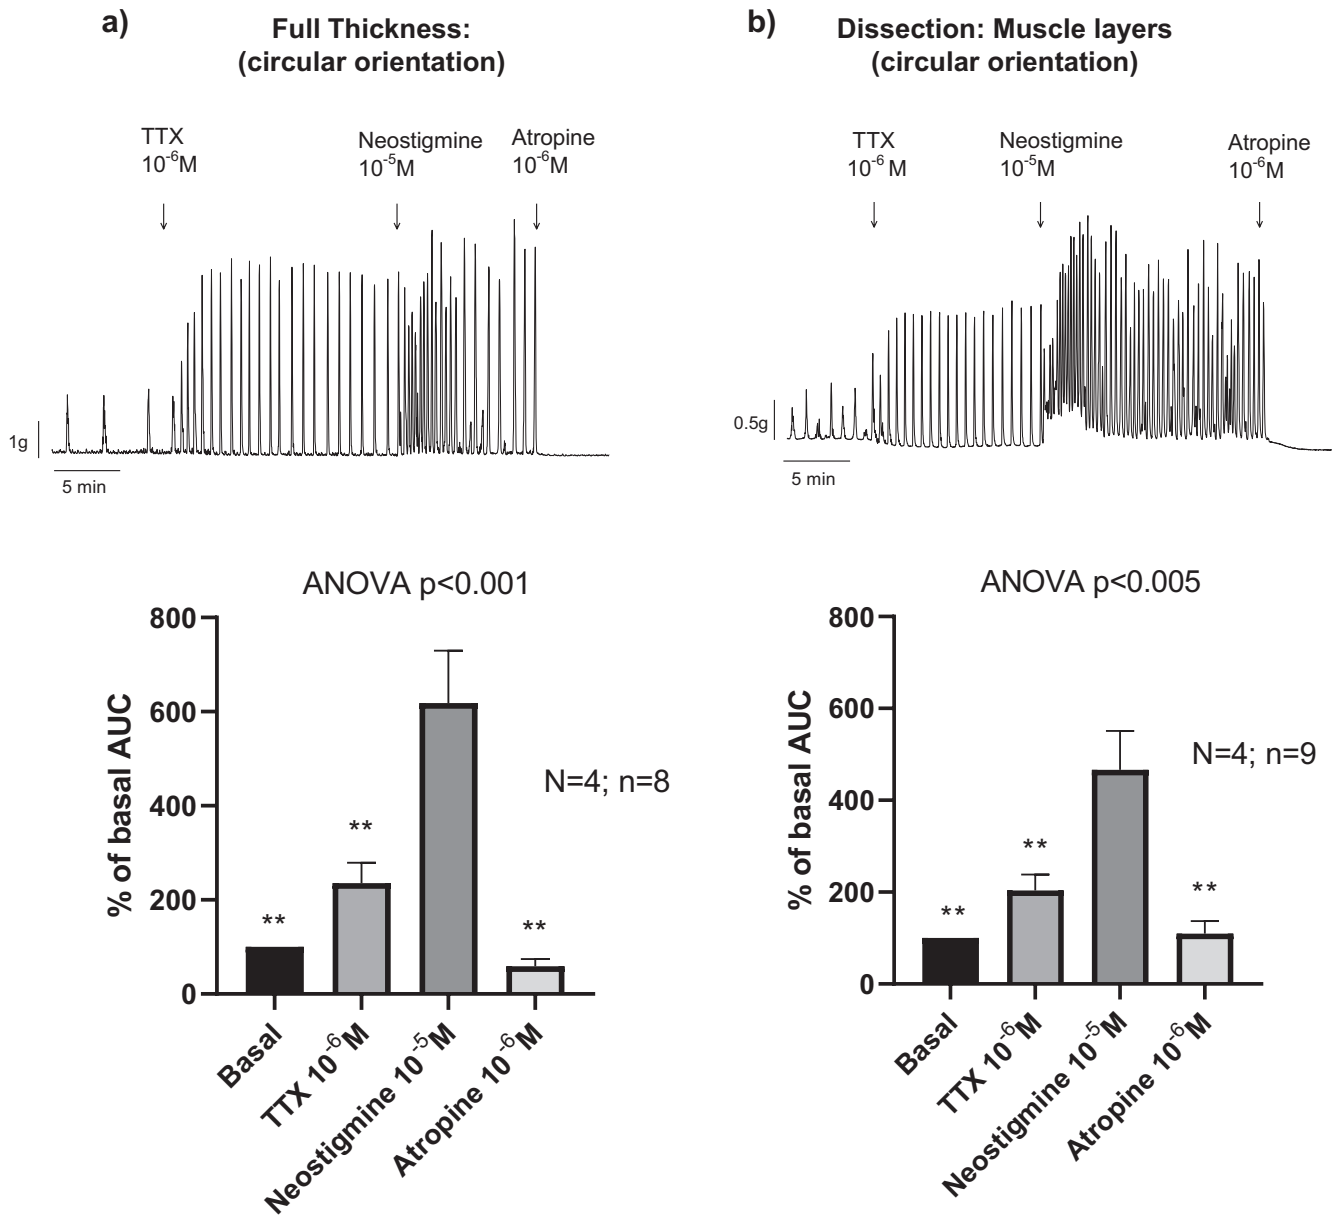 a)
Full Thickness:
(circular orientation)
TTX
10⁻⁶M
Neostigmine
10⁻⁵M
Atropine
10⁻⁶M
1g
5 min
ANOVA p<0.001
800
600
400
200
0
% of basal AUC
**
**
**
N=4; n=8
Basal
TTX 10⁻⁶M
Neostigmine 10⁻⁵M
Atropine 10⁻⁶M
b)
Dissection: Muscle layers
(circular orientation)
TTX
10⁻⁶ M
Neostigmine
10⁻⁵M
Atropine
10⁻⁶M
0.5g
5 min
ANOVA p<0.005
800
600
400
200
0
% of basal AUC
**
**
**
N=4; n=9
Basal
TTX 10⁻⁶M
Neostigmine 10⁻⁵M
Atropine 10⁻⁶M